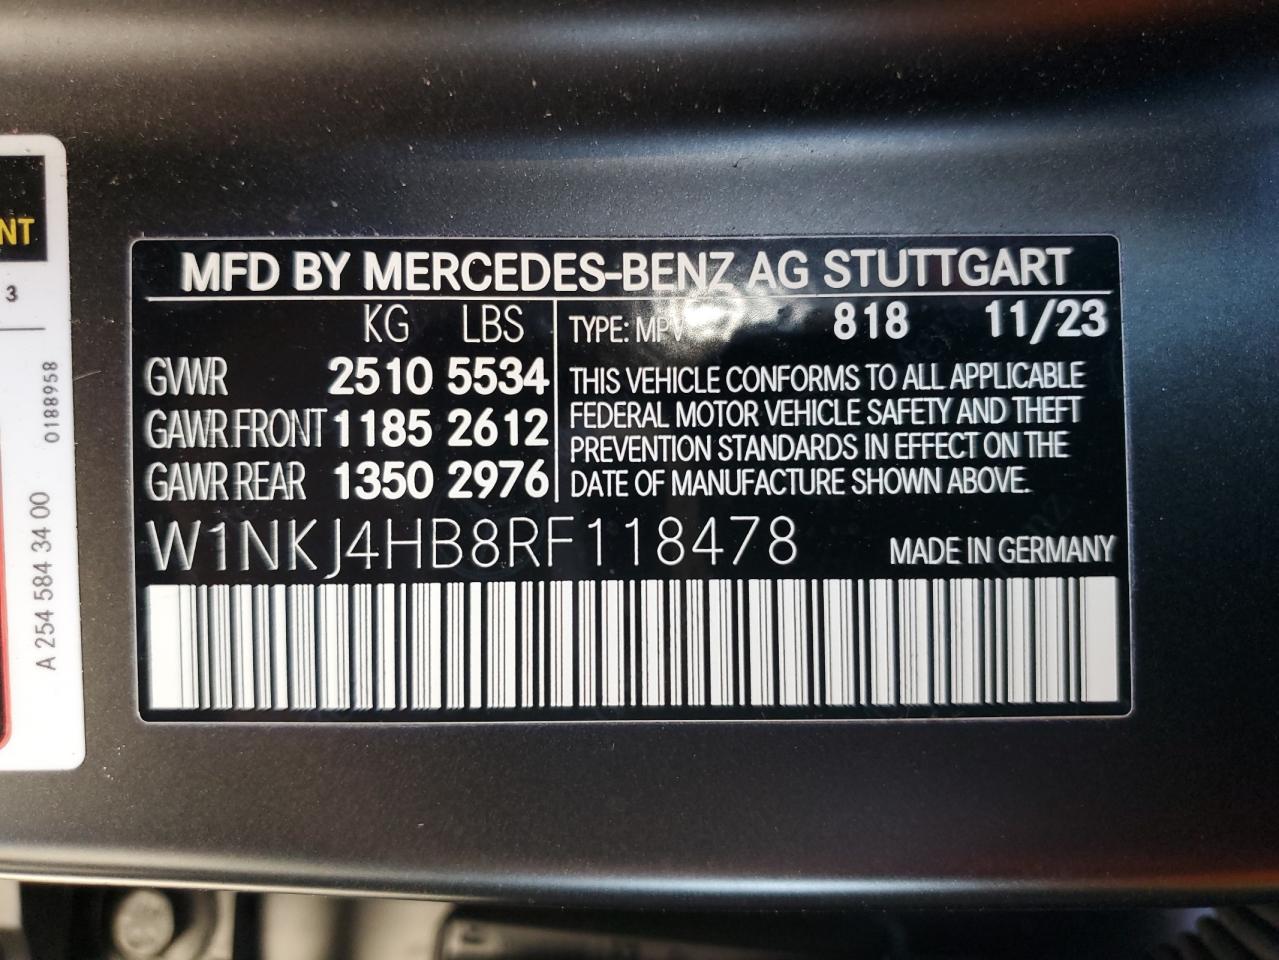 NT
3
A 254 584 34 00 0188958
MFD BY MERCEDES-BENZ AG STUTTGART
KG LBS
GVWR 2510 5534
GAWR FRONT 1185 2612
GAWR REAR 1350 2976
TYPE: MPV 818 11/23
THIS VEHICLE CONFORMS TO ALL APPLICABLE
FEDERAL MOTOR VEHICLE SAFETY AND THEFT
PREVENTION STANDARDS IN EFFECT ON THE
DATE OF MANUFACTURE SHOWN ABOVE.
W1NKJ4HB8RF118478
MADE IN GERMANY